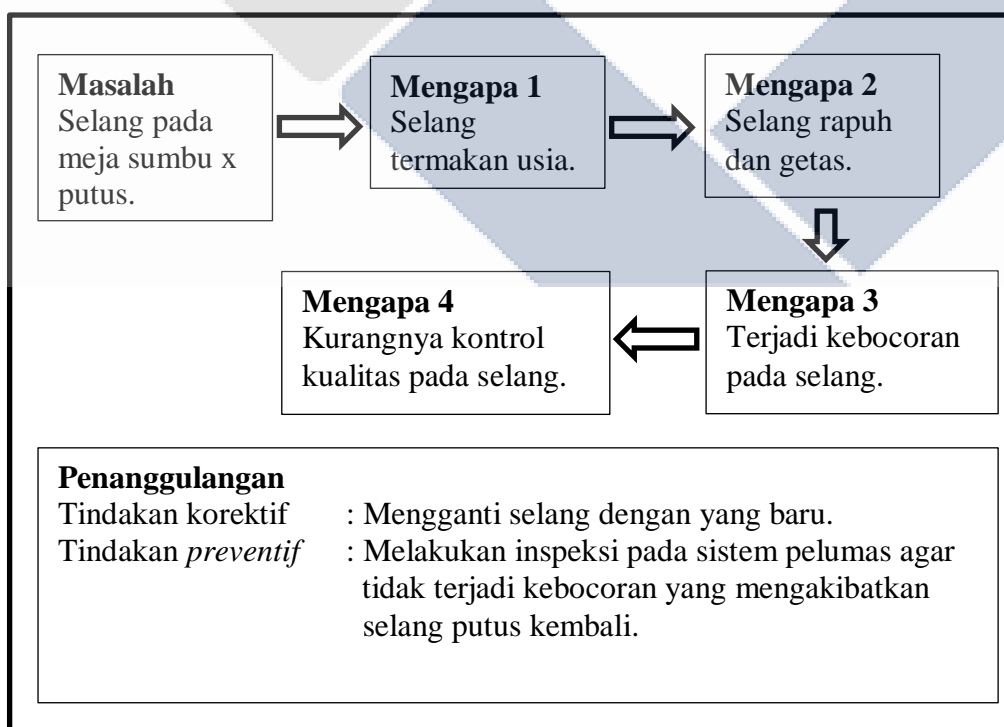 Masalah
Selang pada
meja sumbu x
putus.
Mengapa 1
Selang
termakan usia.
Mengapa 2
Selang rapuh
dan getas.
Mengapa 3
Terjadi kebocoran
pada selang.
Mengapa 4
Kurangnya kontrol
kualitas pada selang.
Penanggulangan
Tindakan korektif : Mengganti selang dengan yang baru.
Tindakan preventif : Melakukan inspeksi pada sistem pelumas agar
tidak terjadi kebocoran yang mengakibatkan
selang putus kembali.